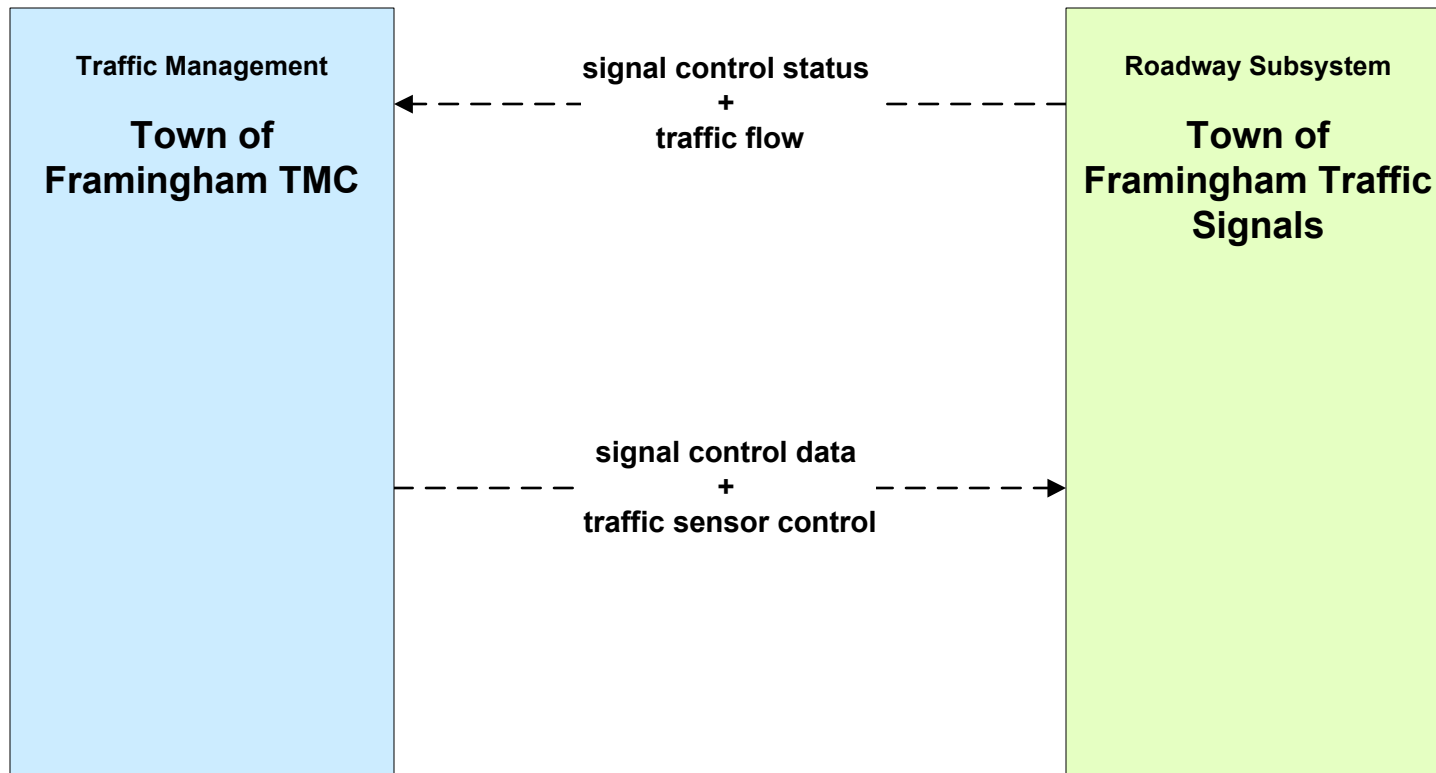 Traffic Management
Town of
Framingham TMC
signal control status
+
traffic flow
Roadway Subsystem
Town of
Framingham Traffic
Signals
signal control data
+
traffic sensor control